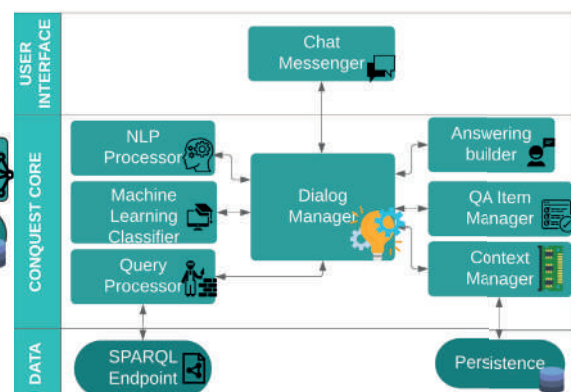 USER
INTERFACE
Chat
Messenger
CONQUEST CORE
NLP
Processor
Answering
builder
Machine
Learning
Classifier
Dialog
Manager
QA Item
Manager
Query
Processor
Context
Manager
DATA
SPARQL
Endpoint
Persistence